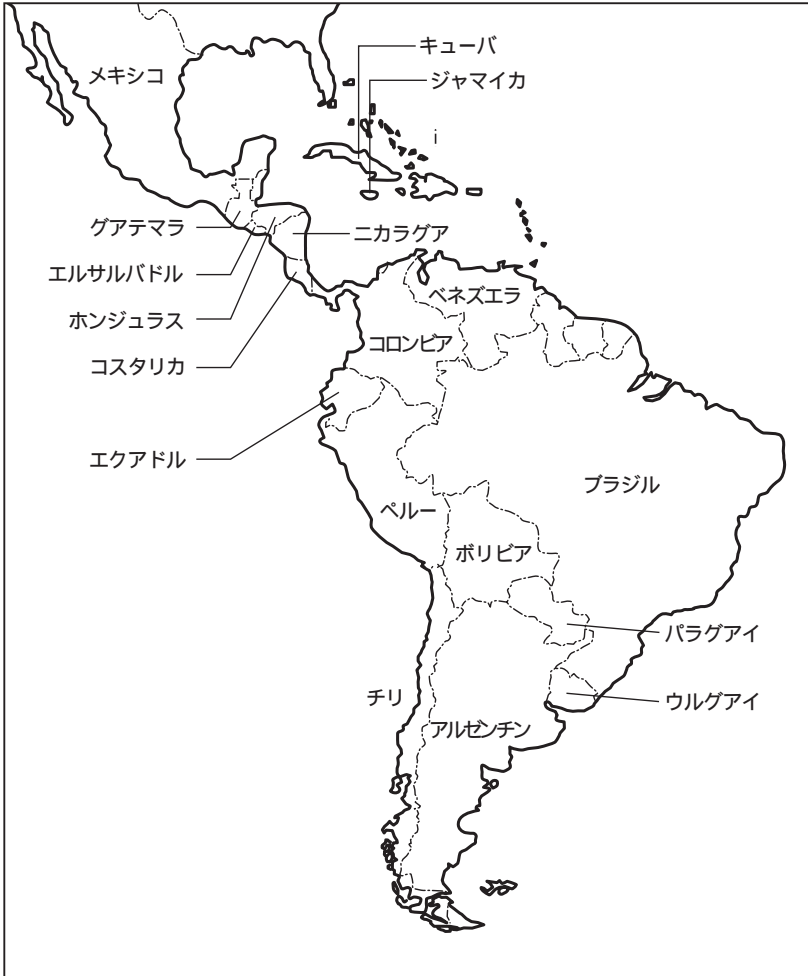 キューバ
メキシコ
ジャマイカ
i
グアテマラ
ニカラグア
エルサルバドル
ベネズエラ
ホンジュラス
コロンビア
コスタリカ
エクアドル
ブラジル
ペルー
ボリビア
パラグアイ
チリ
ウルグアイ
アルゼンチン